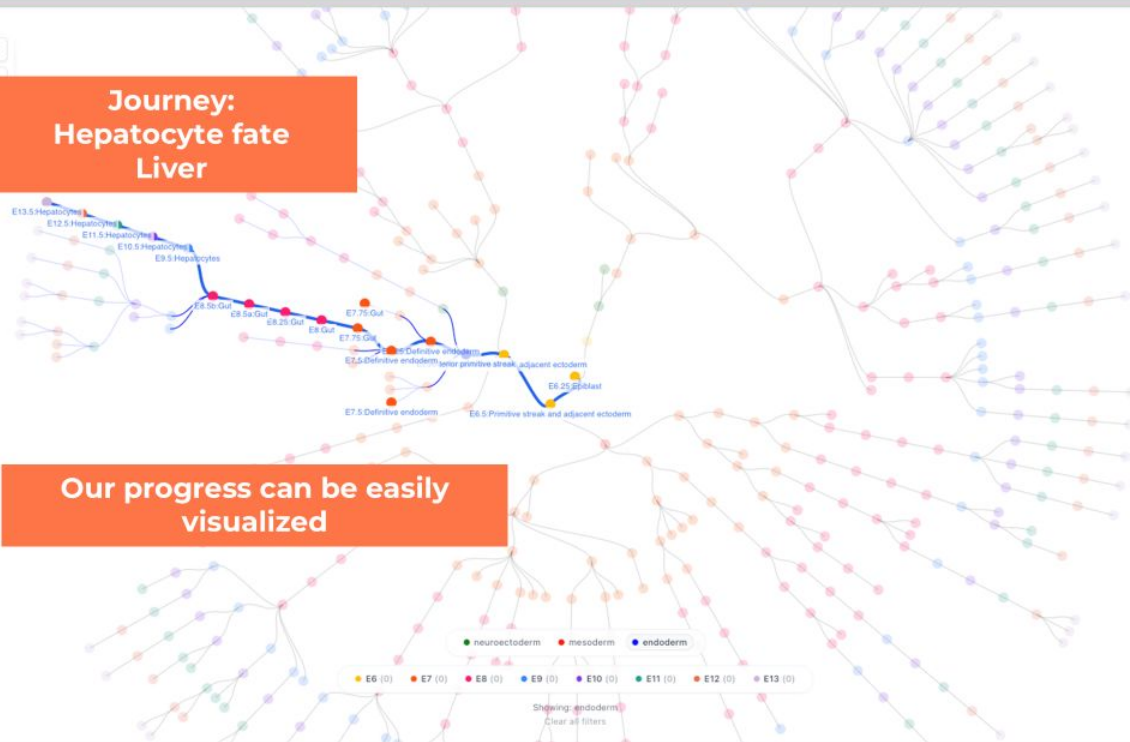 Journey:
Hepatocyte fate
Liver
E13.5:Hepatocytes
E12.5:Hepatocytes
E11.5:Hepatocytes
E10.5:Hepatocytes
E9.5:Hepatocytes
E8.5b:Gut
E8.5a:Gut
E8.25:Gut
E8:Gut
E7.75:Gut
E7.75:Gut
Definitive endoderm
E7.5:Definitive endoderm
primitive streak
adjacent ectoderm
E6.25:Epiblast
E7.5:Definitive endoderm
E6.5:Primitive streak and adjacent ectoderm
Our progress can be easily
visualized
neuroectoderm mesoderm endoderm
E6 (0) E7 (0) E8 (0) E9 (0) E10 (0) E11 (0) E12 (0) E13 (0)
Showing: endoderm
Clear all filters